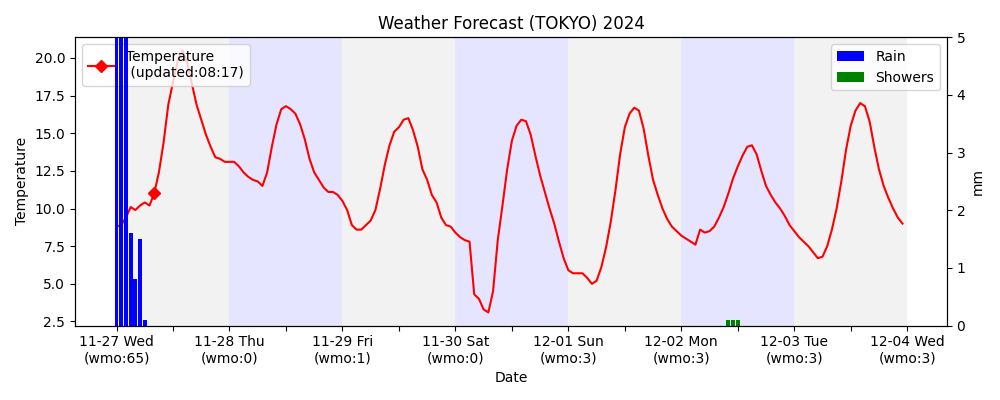 Weather Forecast (TOKYO) 2024
Temperature
(updated:08:17)
Rain
Showers
20.0
17.5
15.0
12.5
10.0
7.5
5.0
2.5
Temperature
5
4
3
2
1
0
mm
11-27 Wed 11-28 Thu 11-29 Fri 11-30 Sat 12-01 Sun 12-02 Mon 12-03 Tue 12-04 Wed
(wmo:65) (wmo:0) (wmo:1) (wmo:0) (wmo:3) (wmo:3) (wmo:3) (wmo:3)
Date